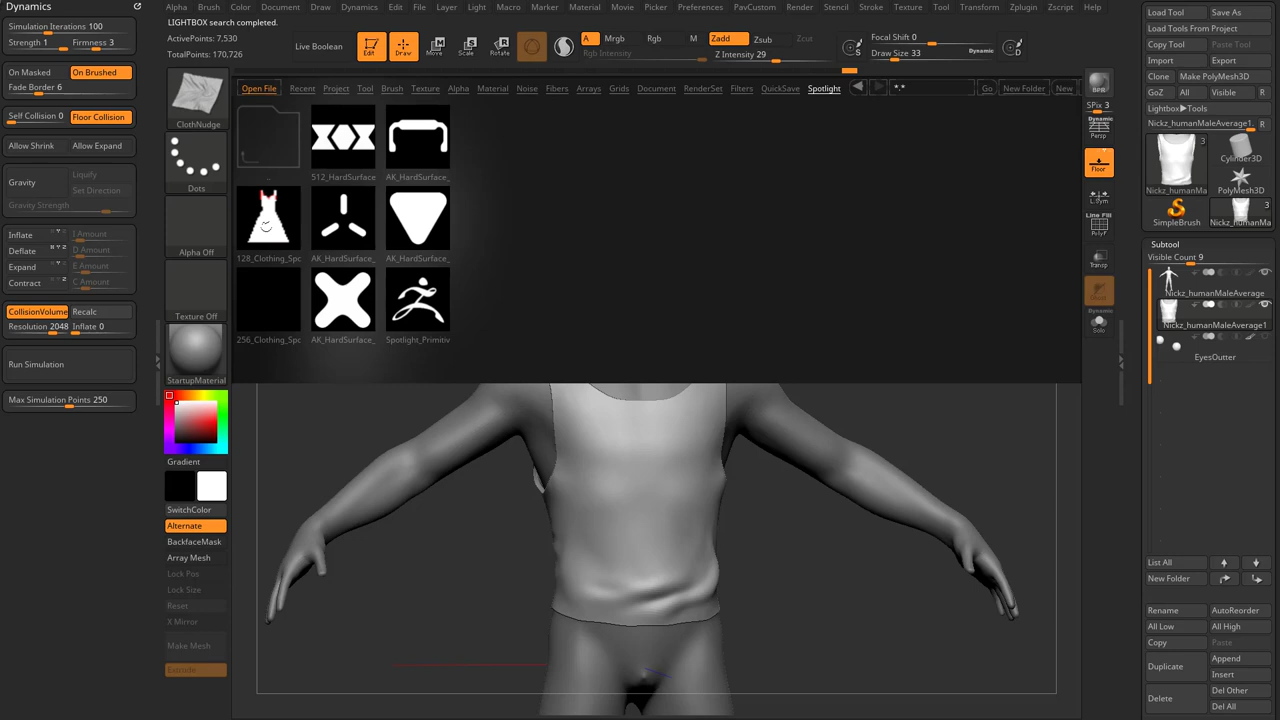 Dynamics
Alpha Brush Color Document Draw Dynamics Edit File Layer Light Macro Marker Material Movie Picker Preferences Render Stencil Stroke Texture Tool Transform Zplugin Zscript Help
LIGHTBOX search completed.
ActivePoints: 7,530
TotalPoints: 170,726
Live Boolean
Edit Draw Move Scale Rotate
A Mrgb Rgb M
Rgb Intensity
Zadd Zsub Zcut
Z Intensity 29
S
Focal Shift 0
Draw Size 33
Dynamic
D
Simulation Iterations 100
Strength 1 Firmness 3
On Masked On Brushed
Fade Border 6
Self Collision 0 Floor Collision
Allow Shrink Allow Expand
Gravity
Liquify
Set Direction
Gravity Strength
Inflate I Amount
Deflate D Amount
Expand E Amount
Contract C Amount
CollisionVolume Recalc
Resolution 2048 Inflate 0
Run Simulation
Max Simulation Points 250
ClothNudge
Dots
Alpha Off
Texture Off
StartupMaterial
Gradient
SwitchColor
Alternate
BackfaceMask
Array Mesh
Lock Pos
Lock Size
Reset
X Mirror
Make Mesh
Extrude
Open File Recent Project Tool Brush Texture Alpha Material Noise Fibers Arrays Grids Document RenderSet Filters QuickSave Spotlight
*.* Go New Folder New
.. 512_HardSurface AK_HardSurface_
128_Clothing_Spc AK_HardSurface_ AK_HardSurface_
256_Clothing_Spc AK_HardSurface_ Spotlight_Primitiv
BPR
SPix 3
Dynamic
Persp
Floor
L.Sym
Line Fill
PolyF
Transp
Dynamic
Solo
Load Tool Save As
Load Tools From Project
Copy Tool Paste Tool
Import Export
Clone Make PolyMesh3D
GoZ All Visible R
Lightbox▶Tools
Nickz_humanMaleAverage1. R
3
Nickz_humanMa
Cylinder3D
PolyMesh3D
SimpleBrush
3
Nickz_humanMa
Subtool
Visible Count 9
Nickz_humanMaleAverage
Nickz_humanMaleAverage1
EyesOutter
List All
New Folder
Rename AutoReorder
All Low All High
Copy Paste
Duplicate Append
Insert
Delete Del Other
Del All